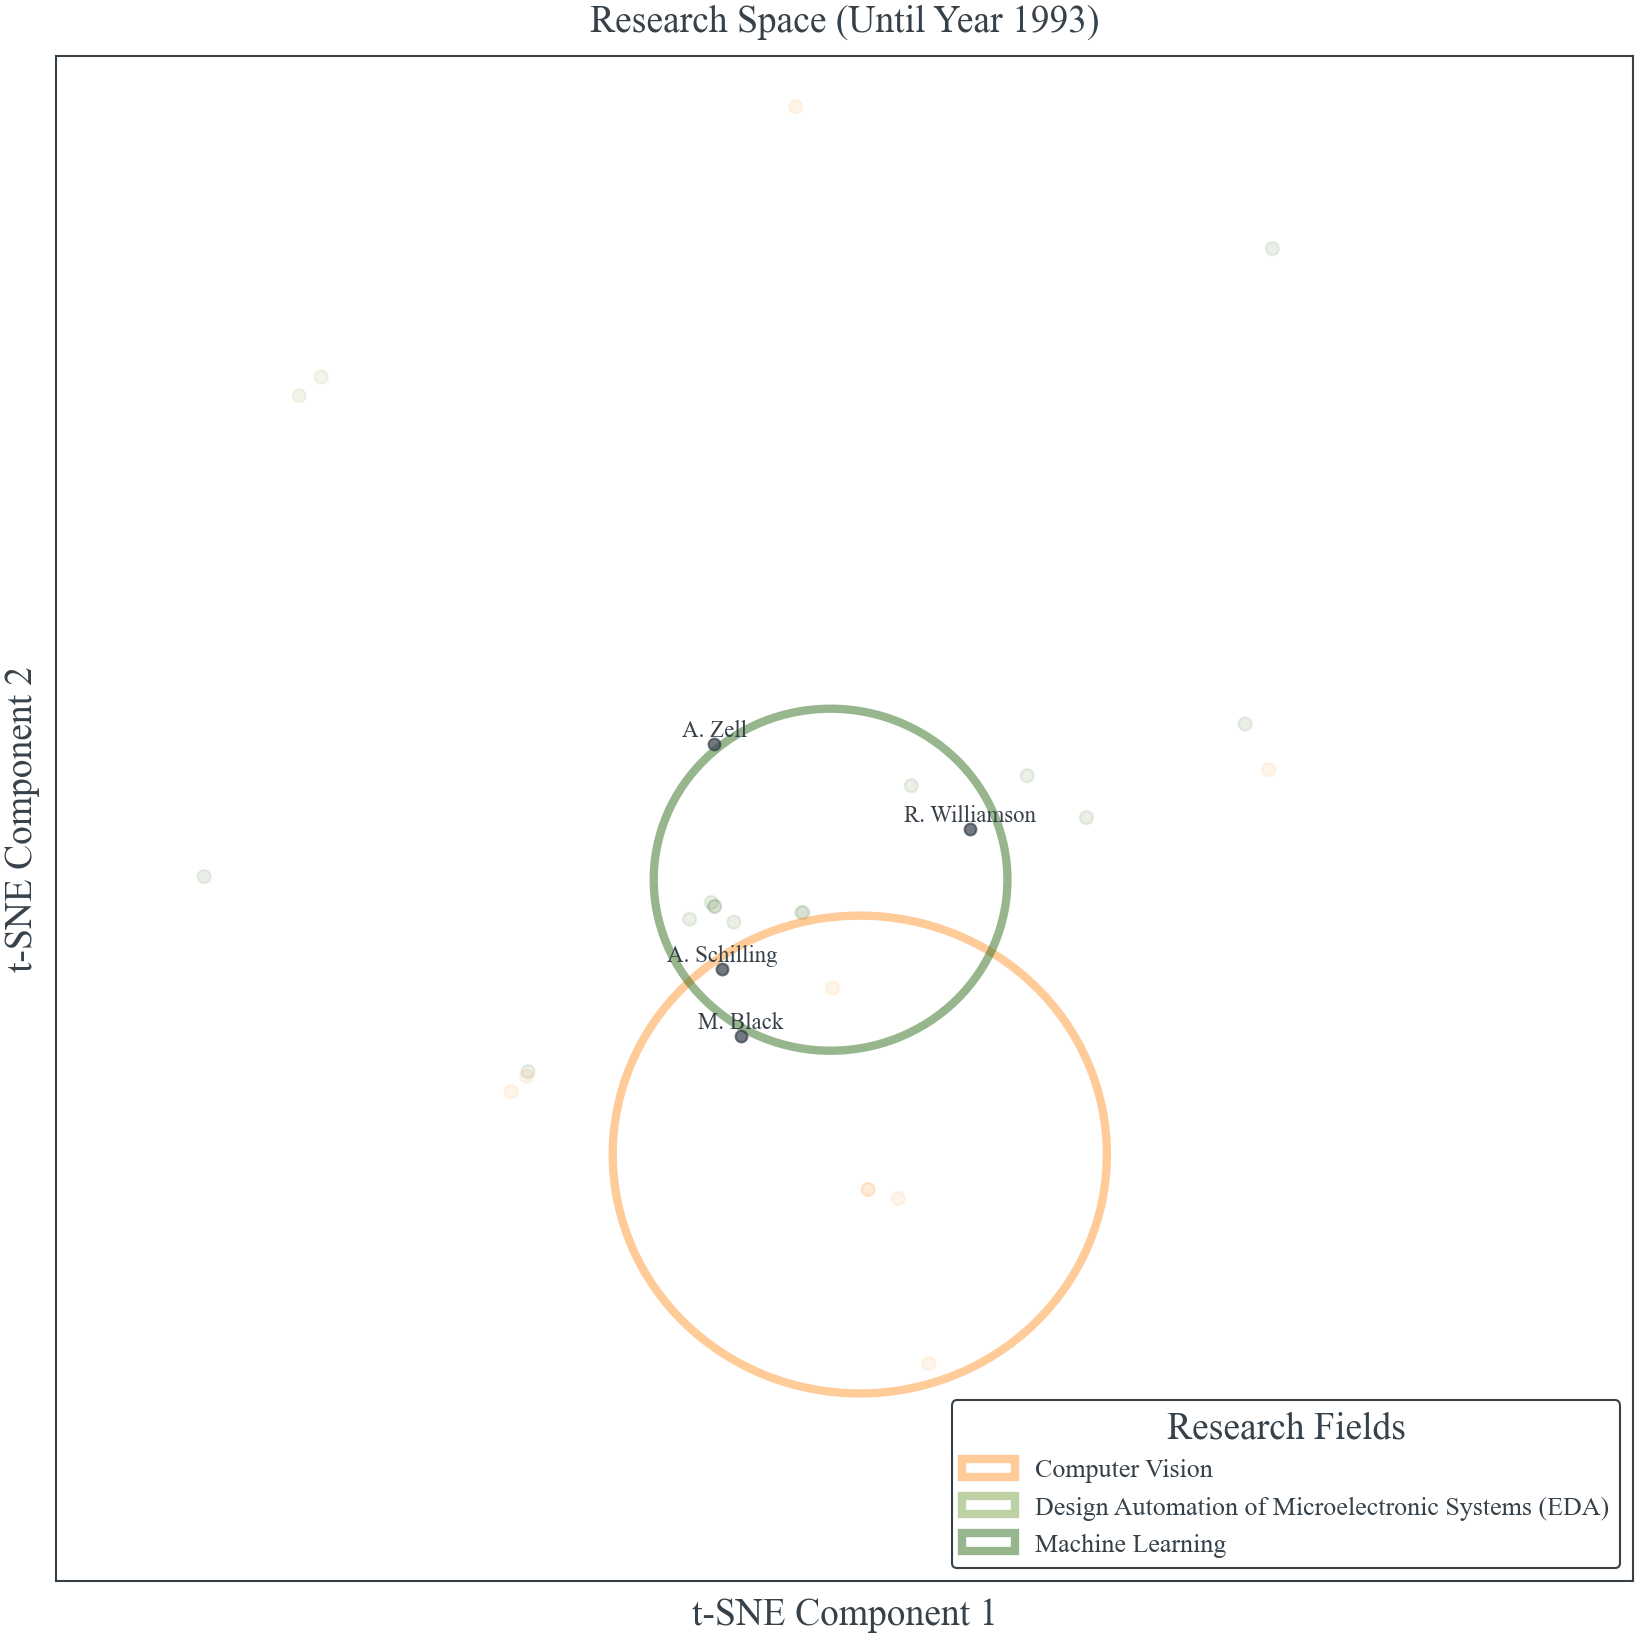 Research Space (Until Year 1993)
t-SNE Component 2
A. Zell
R. Williamson
A. Schilling
M. Black
Research Fields
Computer Vision
Design Automation of Microelectronic Systems (EDA)
Machine Learning
t-SNE Component 1